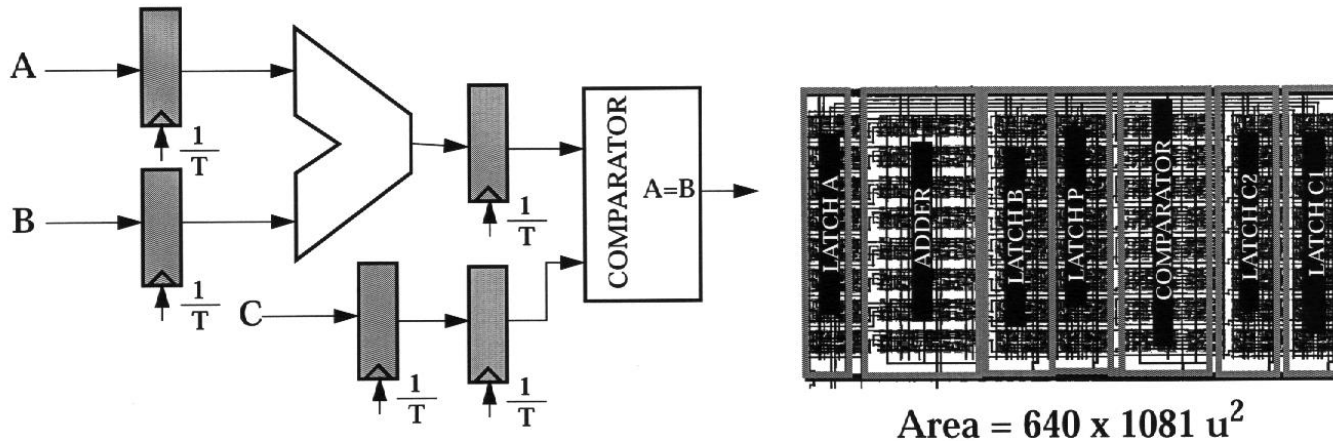 A
1
T
B
1
T
C
1
T
1
T
1
T
COMPARATOR
A=B
LATCH A
ADDER
LATCH B
LATCH P
COMPARATOR
LATCH C2
LATCH C1
Area = 640 x 1081 u²